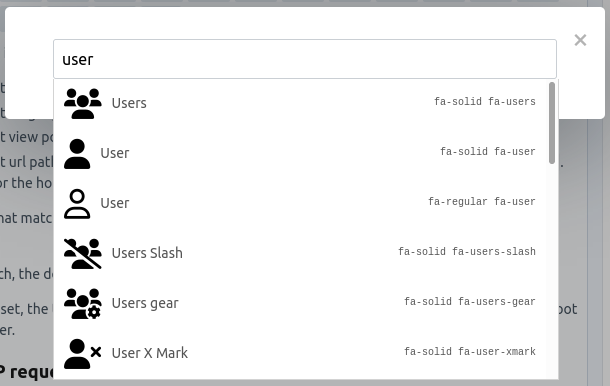 user
×
Users fa-solid fa-users
User fa-solid fa-user
User fa-regular fa-user
t view po
t url pat
or the ho
hat matc
Users Slash fa-solid fa-users-slash
ch, the d
Users gear fa-solid fa-users-gear
set, the
er.
User X Mark fa-solid fa-user-xmark
P requ